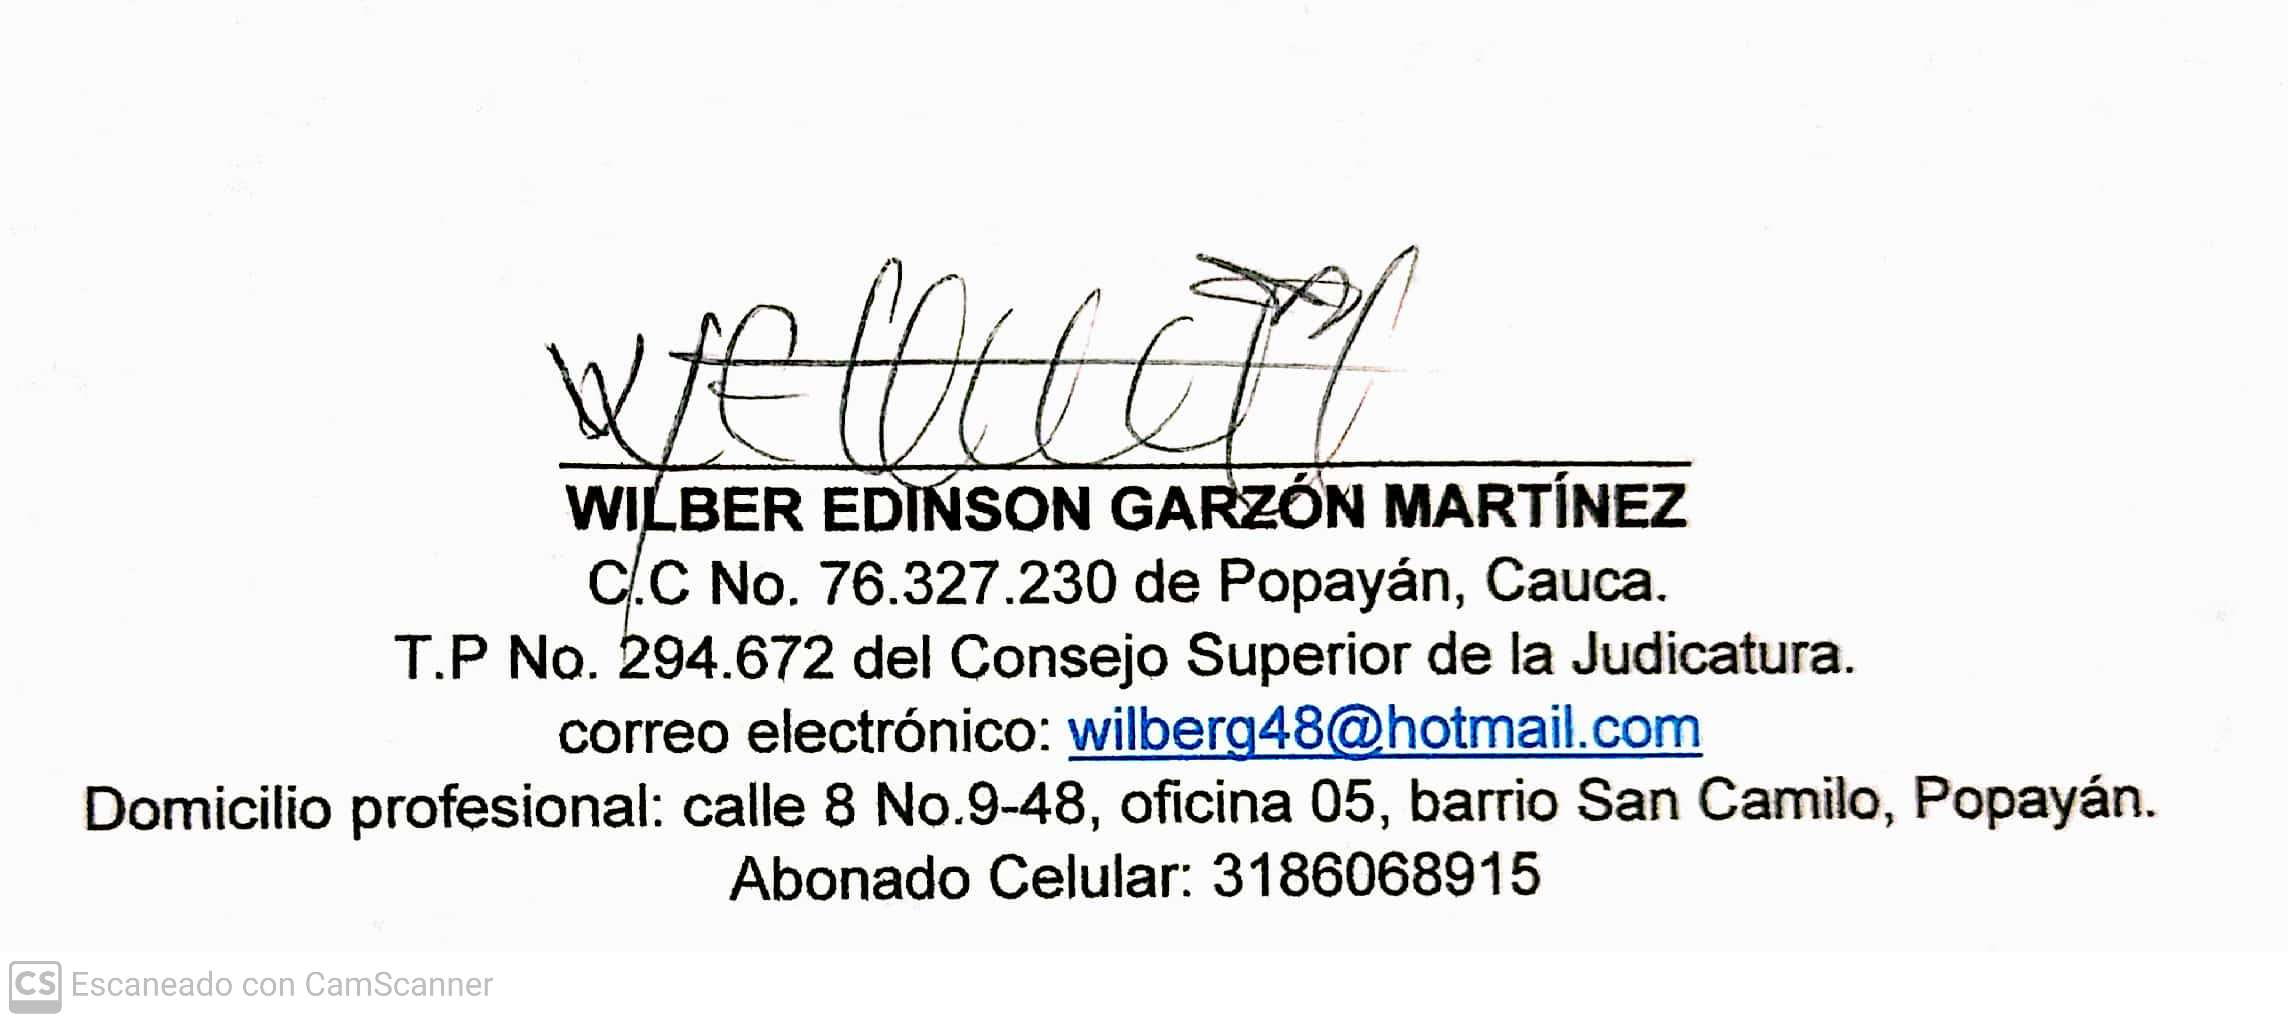 WILBER EDINSON GARZÓN MARTÍNEZ
C.C No. 76.327.230 de Popayán, Cauca.
T.P No. 294.672 del Consejo Superior de la Judicatura.
correo electrónico: wilberg48@hotmail.com
Domicilio profesional: calle 8 No.9-48, oficina 05, barrio San Camilo, Popayán.
Abonado Celular: 3186068915
CS Escaneado con CamScanner